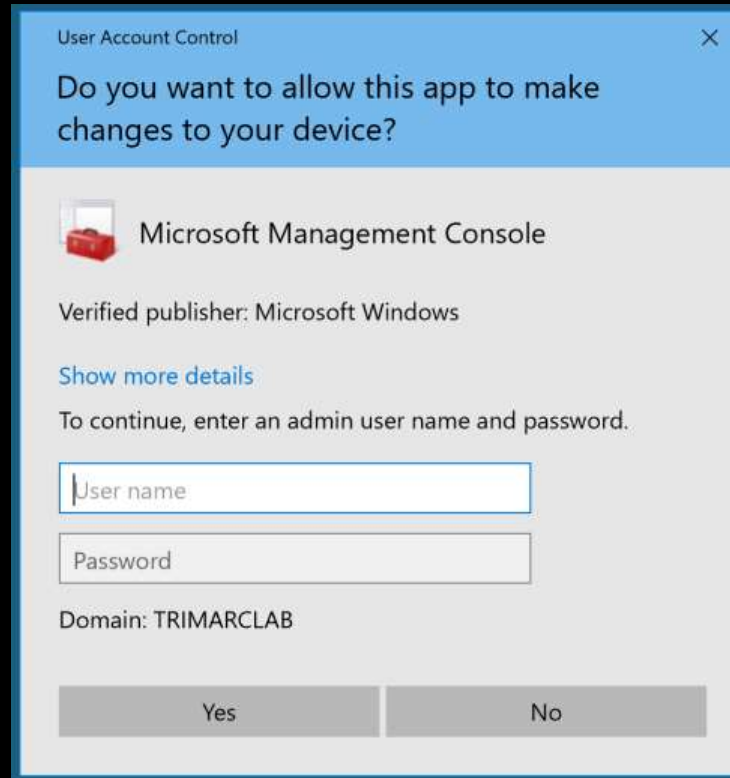 User Account Control
Do you want to allow this app to make
changes to your device?
Microsoft Management Console
Verified publisher: Microsoft Windows
Show more details
To continue, enter an admin user name and password.
User name
Password
Domain: TRIMARCLAB
Yes No